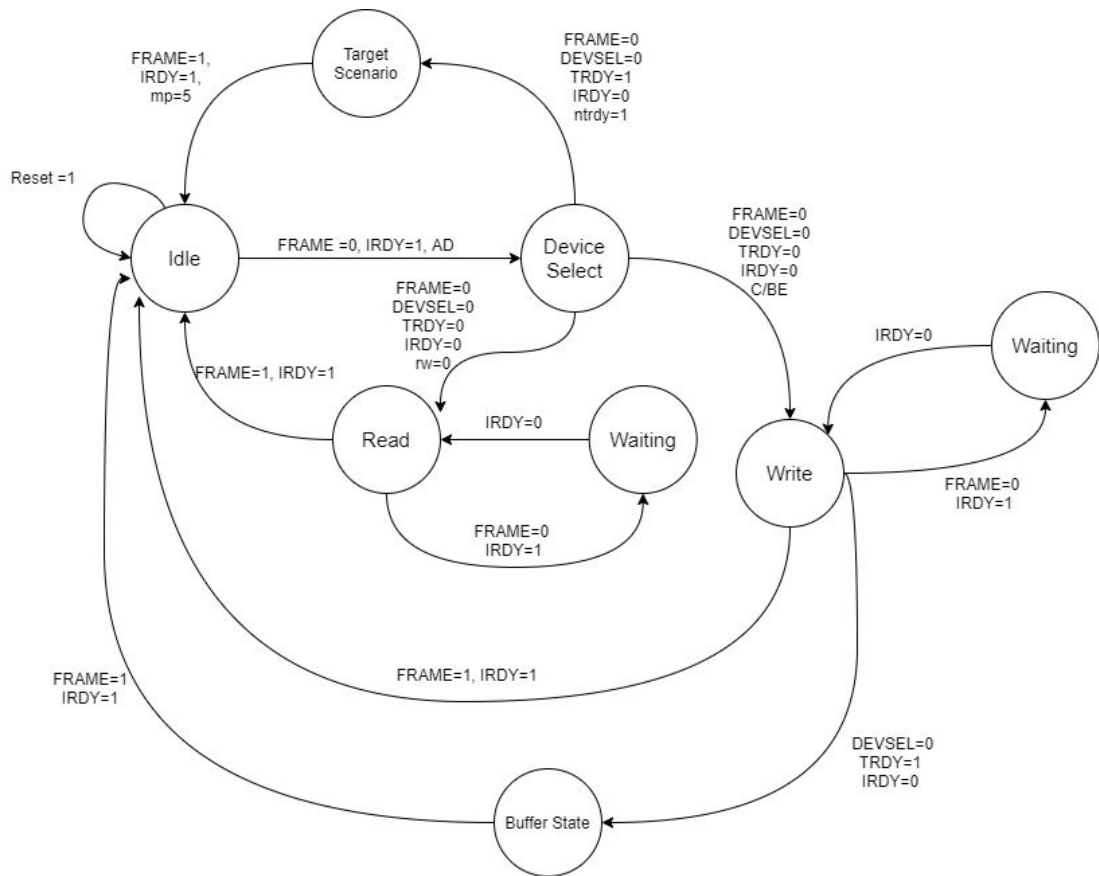 Target
Scenario
FRAME=1,
IRDY=1,
mp=5
FRAME=0
DEVSEL=0
TRDY=1
IRDY=0
ntrdy=1
Reset =1
Idle
FRAME =0, IRDY=1, AD
Device
Select
FRAME=0
DEVSEL=0
TRDY=0
IRDY=0
C/BE
FRAME=0
DEVSEL=0
TRDY=0
IRDY=0
rw=0
IRDY=0
Waiting
FRAME=1, IRDY=1
Read
IRDY=0
Waiting
Write
FRAME=0
IRDY=1
FRAME=0
IRDY=1
FRAME=1, IRDY=1
FRAME=1
IRDY=1
DEVSEL=0
TRDY=1
IRDY=0
Buffer State